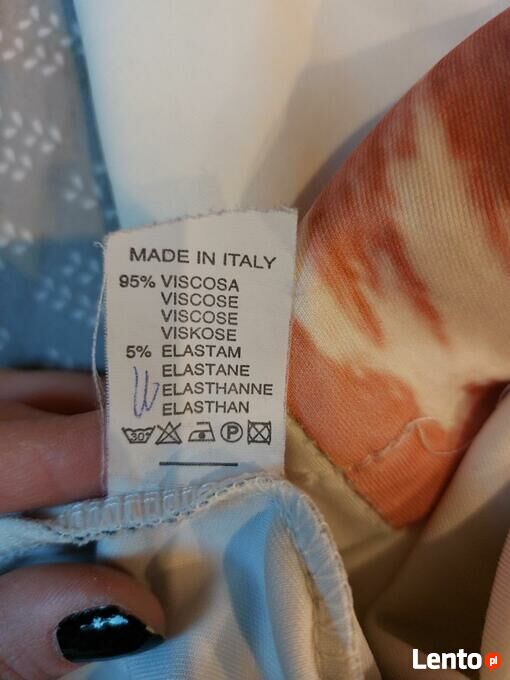 MADE IN ITALY
95% VISCOSA
VISCOSE
VISCOSE
VISKOSE
5% ELASTAM
ELASTANE
ELASTHANNE
ELASTHAN
30°
P
Lento.pl